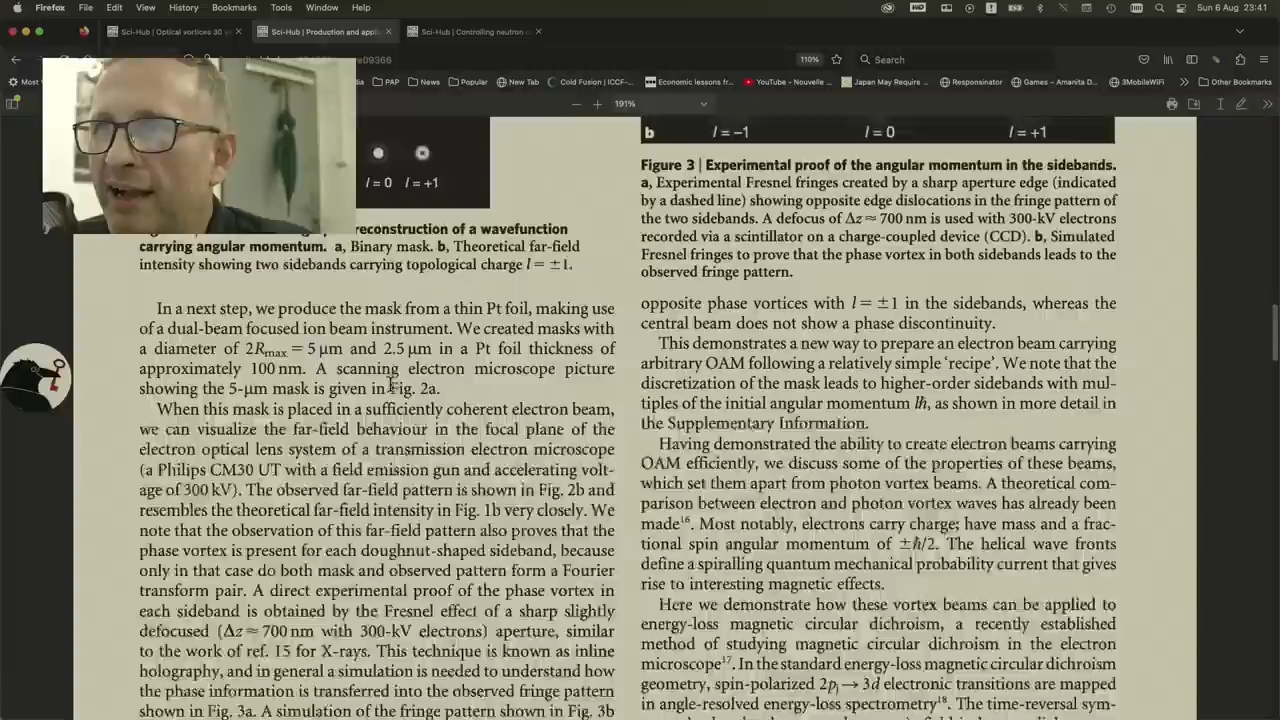 Firefox File Edit View History Bookmarks Tools Window Help
Sun 6 Aug 23:41
Sci-Hub | Optical vortices 30 y
Sci-Hub | Production and appl
Sci-Hub | Controlling neutron o
e09366
110%
Search
Most V
PAP
News
Popular
New Tab
Cold Fusion | ICCF-...
Economic lessons fr...
YouTube - Nouvelle ...
Japan May Require ...
Responsinator
Games – Amanita D...
3MobileWiFi
Other Bookmarks
191%
l = 0 l = +1
reconstruction of a wavefunction
carrying angular momentum. a, Binary mask. b, Theoretical far-field
intensity showing two sidebands carrying topological charge l = ±1.
In a next step, we produce the mask from a thin Pt foil, making use
of a dual-beam focused ion beam instrument. We created masks with
a diameter of 2Rmax = 5 μm and 2.5 μm in a Pt foil thickness of
approximately 100 nm. A scanning electron microscope picture
showing the 5-μm mask is given in Fig. 2a.
When this mask is placed in a sufficiently coherent electron beam,
we can visualize the far-field behaviour in the focal plane of the
electron optical lens system of a transmission electron microscope
(a Philips CM30 UT with a field emission gun and accelerating volt-
age of 300 kV). The observed far-field pattern is shown in Fig. 2b and
resembles the theoretical far-field intensity in Fig. 1b very closely. We
note that the observation of this far-field pattern also proves that the
phase vortex is present for each doughnut-shaped sideband, because
only in that case do both mask and observed pattern form a Fourier
transform pair. A direct experimental proof of the phase vortex in
each sideband is obtained by the Fresnel effect of a sharp slightly
defocused (Δz ≈ 700 nm with 300-kV electrons) aperture, similar
to the work of ref. 15 for X-rays. This technique is known as inline
holography, and in general a simulation is needed to understand how
the phase information is transferred into the observed fringe pattern
shown in Fig. 3a. A simulation of the fringe pattern shown in Fig. 3b
b l = −1 l = 0 l = +1
Figure 3 | Experimental proof of the angular momentum in the sidebands.
a, Experimental Fresnel fringes created by a sharp aperture edge (indicated
by a dashed line) showing opposite edge dislocations in the fringe pattern of
the two sidebands. A defocus of Δz ≈ 700 nm is used with 300-kV electrons
recorded via a scintillator on a charge-coupled device (CCD). b, Simulated
Fresnel fringes to prove that the phase vortex in both sidebands leads to the
observed fringe pattern.
opposite phase vortices with l = ±1 in the sidebands, whereas the
central beam does not show a phase discontinuity.
This demonstrates a new way to prepare an electron beam carrying
arbitrary OAM following a relatively simple ‘recipe’. We note that the
discretization of the mask leads to higher-order sidebands with mul-
tiples of the initial angular momentum lħ, as shown in more detail in
the Supplementary Information.
Having demonstrated the ability to create electron beams carrying
OAM efficiently, we discuss some of the properties of these beams,
which set them apart from photon vortex beams. A theoretical com-
parison between electron and photon vortex waves has already been
made¹⁶. Most notably, electrons carry charge; have mass and a frac-
tional spin angular momentum of ±ħ/2. The helical wave fronts
define a spiralling quantum mechanical probability current that gives
rise to interesting magnetic effects.
Here we demonstrate how these vortex beams can be applied to
energy-loss magnetic circular dichroism, a recently established
method of studying magnetic circular dichroism in the electron
microscope¹⁷. In the standard energy-loss magnetic circular dichroism
geometry, spin-polarized 2pj → 3d electronic transitions are mapped
in angle-resolved energy-loss spectrometry¹⁸. The time-reversal sym-